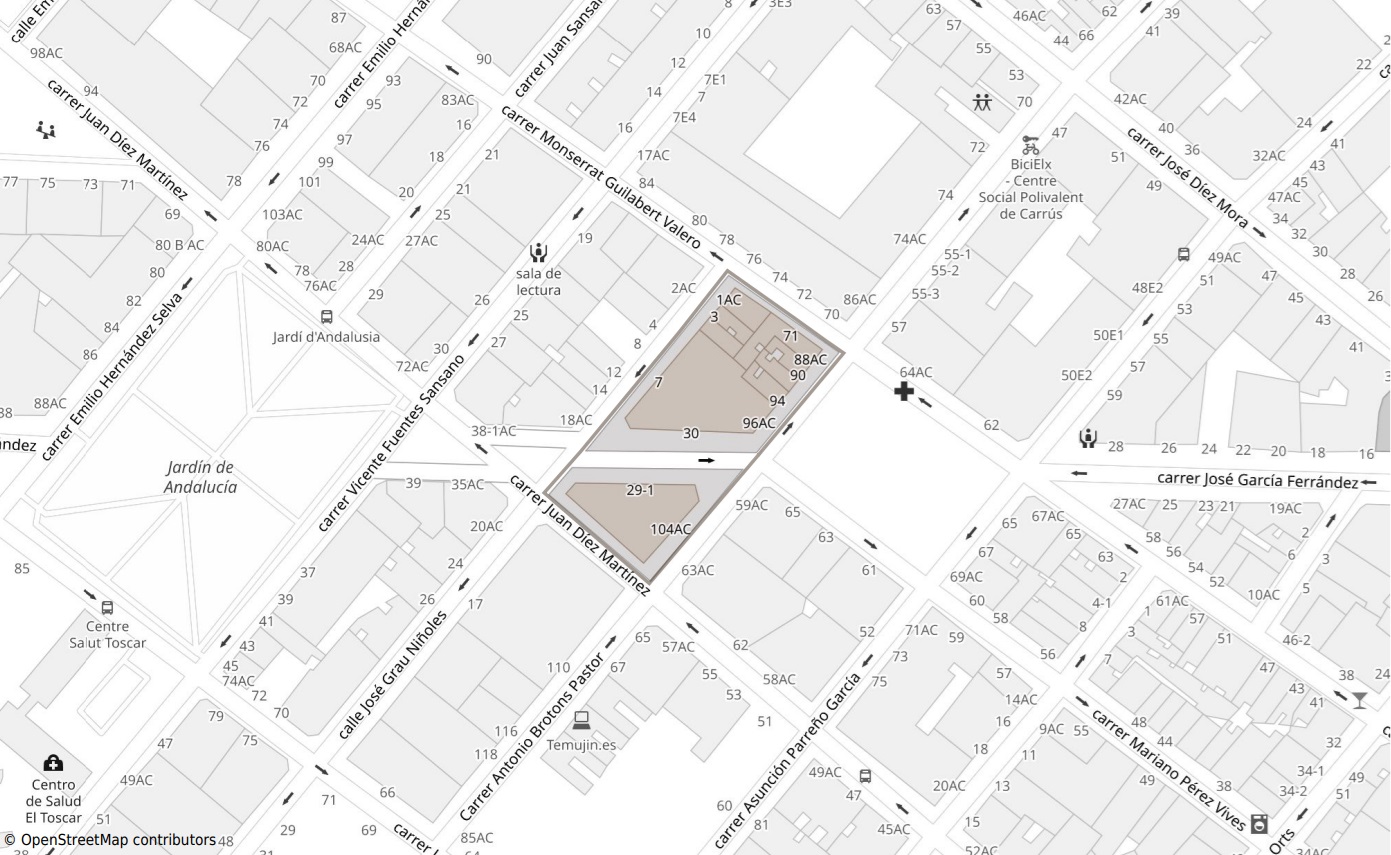 calle Em
98AC
94
carrer Juan Díez Martínez
87
68AC
carrer Emilio Hernán
70
72
74
76
93
95
97
99
101
103AC
78
77
75
73
71
69
80 B AC
80
80AC
78
76AC
82
84
86
88AC
carrer Emilio Hernández Selva
90
83AC
16
18
20
21
21
25
24AC
27AC
28
29
Jardí d'Andalusia
carrer Juan Sansa
8
3E3
10
12
7E1
7
14
7E4
16
17AC
84
carrer Monserrat Guilabert Valero
80
78
76
74
72
70
86AC
19
sala de
lectura
26
25
27
30
72AC
2AC
4
8
12
14
18AC
38-1AC
1AC
3
71
88AC
90
7
94
96AC
30
29-1
104AC
63
57
55
53
46AC
44
66
62
39
41
70
47
72
74
74AC
BiciElx
- Centre
Social Polivalent
de Carrús
42AC
40
36
51
49
carrer José Díez Mora
32AC
24
22
41
43
45
47AC
34
32
30
28
26
49AC
51
47
45
43
41
55-1
55-2
55-3
57
48E2
53
50E1
55
57
50E2
59
64AC
62
28
26
24
22
20
18
16
carrer José García Ferrández
27AC
25
23
21
19AC
nández
38
Jardín de
Andalucía
carrer Vicente Fuentes Sansano
39
35AC
20AC
24
26
17
carrer Juan Díez Martínez
calle José Grau Niñoles
59AC
65
63
61
63AC
65
57AC
62
67
110
55
53
58AC
51
52
116
118
Temujin.es
Carrer Antonio Brotons Pastor
carrer Asunción Parreño García
60
81
49AC
47
45AC
65
67AC
65
63
67
69AC
60
58
56
71AC
59
57
73
75
14AC
16
18
20AC
15
52AC
11
9AC
55
58
56
54
52
2
4-1
8
1
3
7
61AC
57
51
10AC
2
6
3
5
46-2
47
43
41
38
24
48
44
49
38
carrer Mariano Pérez Vives
32
34-1
34-2
49
51
Orts
34AC
85
Centre
Salut Toscar
37
39
41
43
45
74AC
72
70
79
75
47
49AC
51
48
71
66
69
29
31
85AC
64
Centro
de Salud
El Toscar
38
© OpenStreetMap contributors